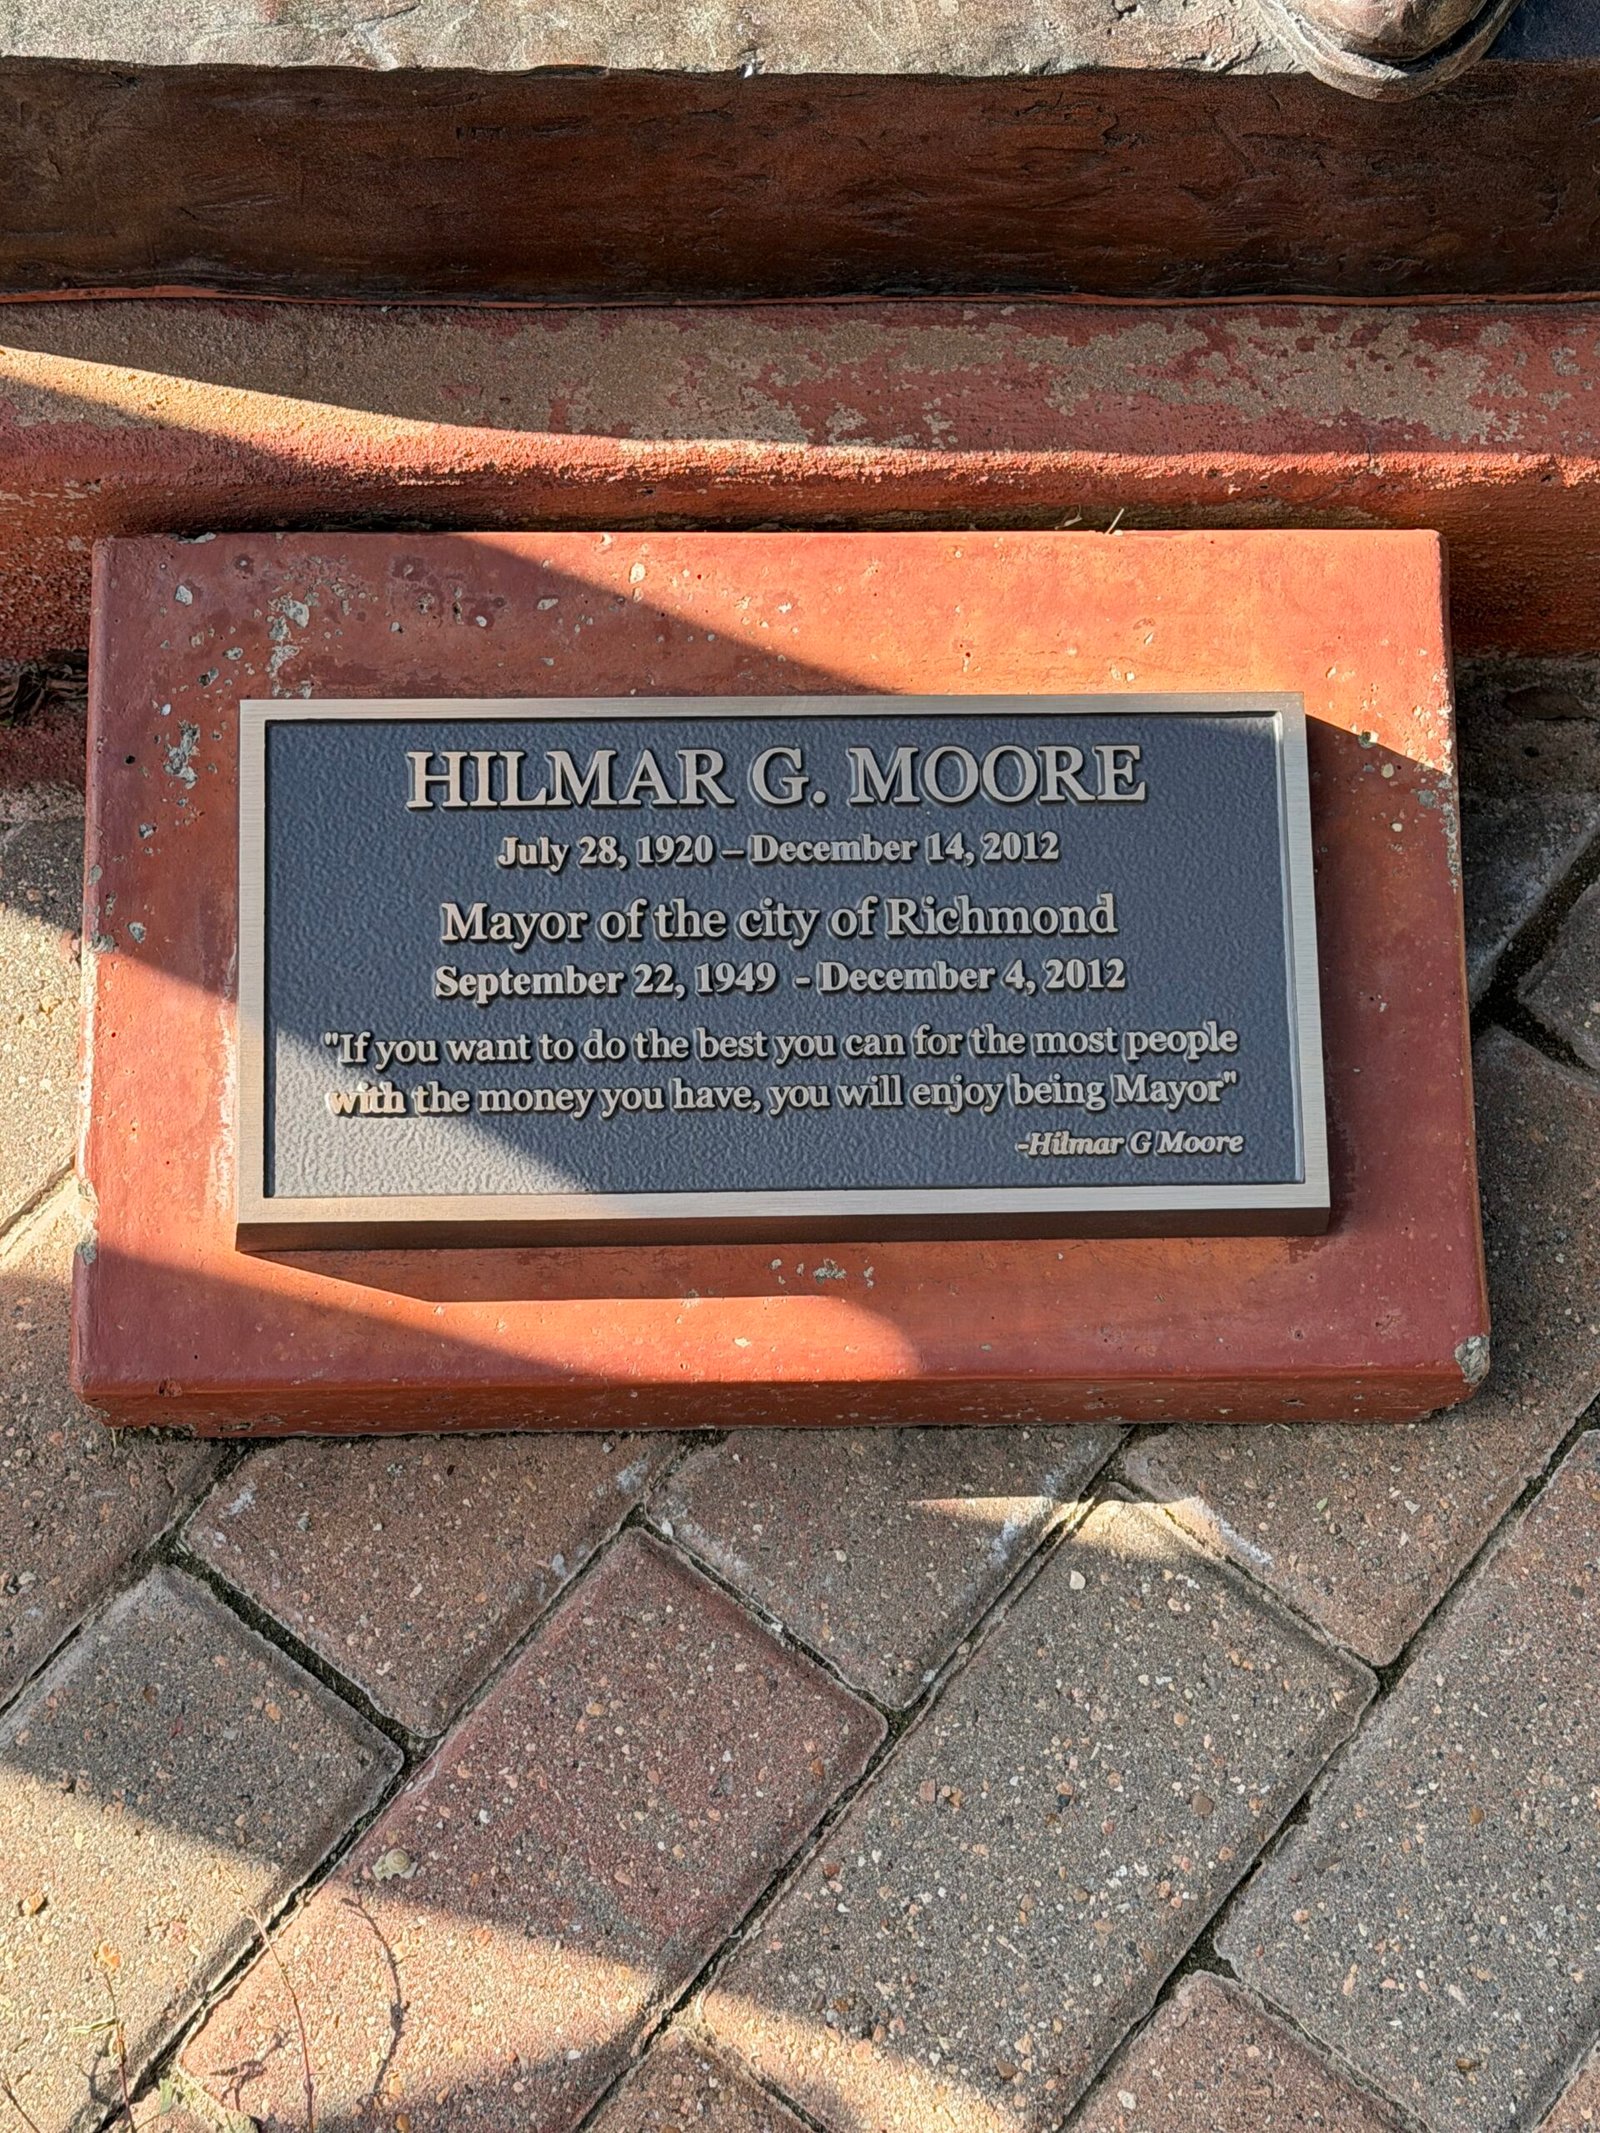 HILMAR G. MOORE
July 28, 1920 – December 14, 2012
Mayor of the city of Richmond
September 22, 1949 - December 4, 2012
"If you want to do the best you can for the most people
with the money you have, you will enjoy being Mayor"
-Hilmar G Moore